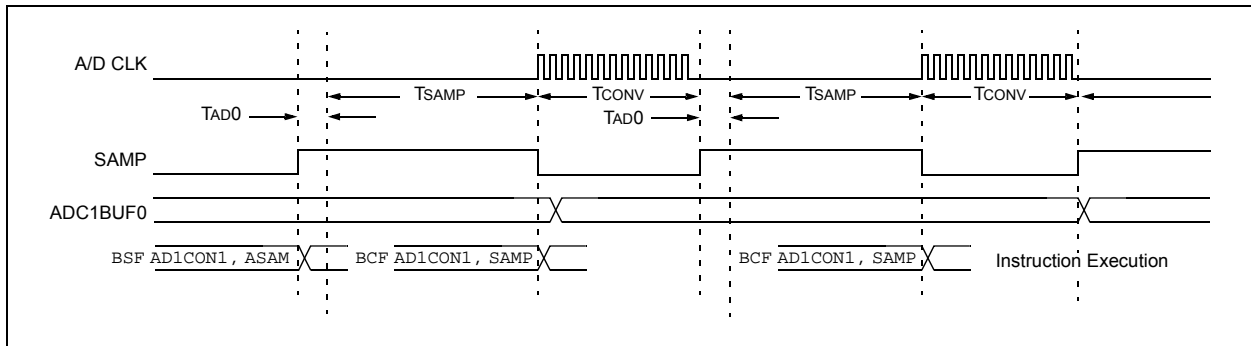 A/D CLK
TSAMP TCONV TSAMP TCONV
TAD0 TAD0
SAMP
ADC1BUF0
BSF AD1CON1, ASAM BCF AD1CON1, SAMP BCF AD1CON1, SAMP Instruction Execution